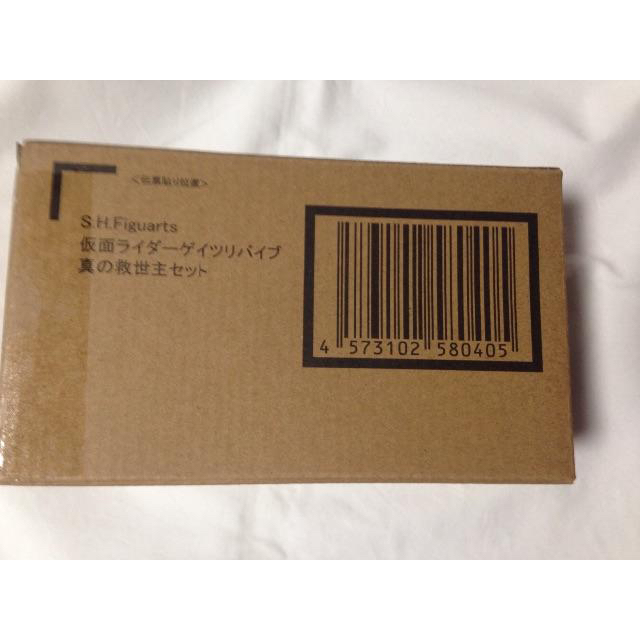 ＜伝票貼り位置＞
S.H.Figuarts
仮面ライダーゲイツリバイブ
真の救世主セット
4 573102 580405